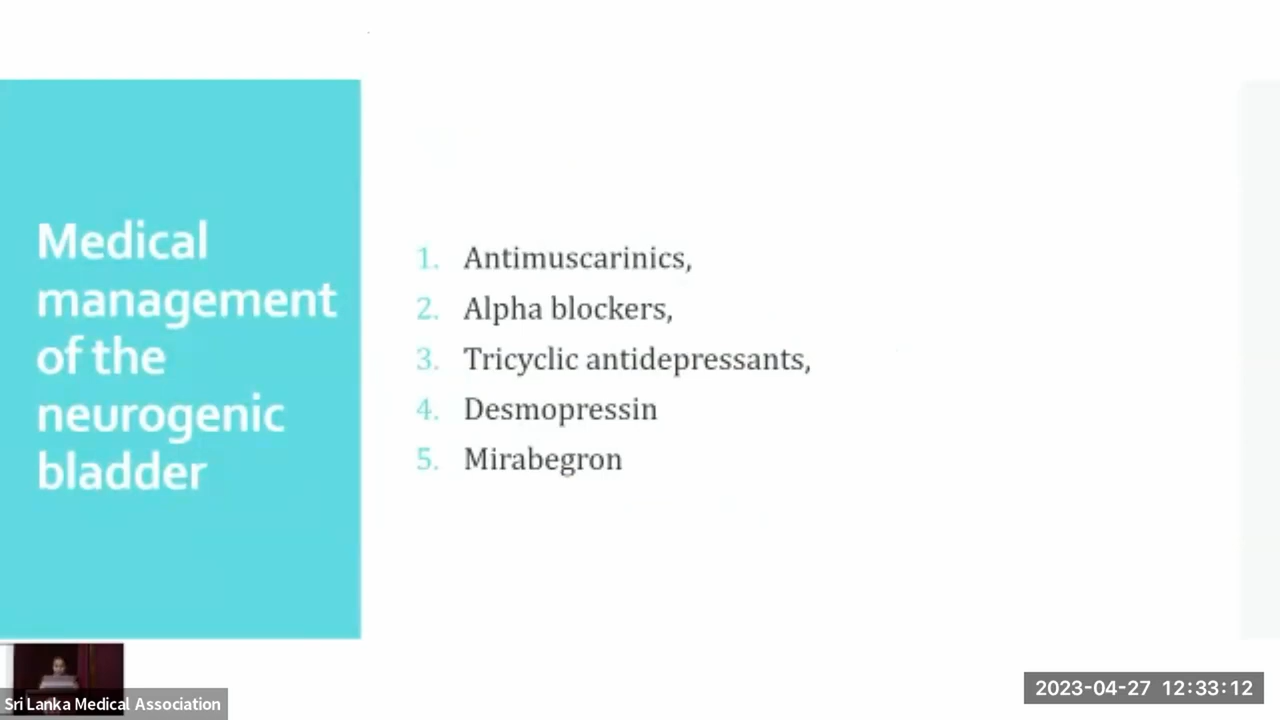 Medical
management
of the
neurogenic
bladder
1. Antimuscarinics,
2. Alpha blockers,
3. Tricyclic antidepressants,
4. Desmopressin
5. Mirabegron
Sri Lanka Medical Association
2023-04-27 12:33:12